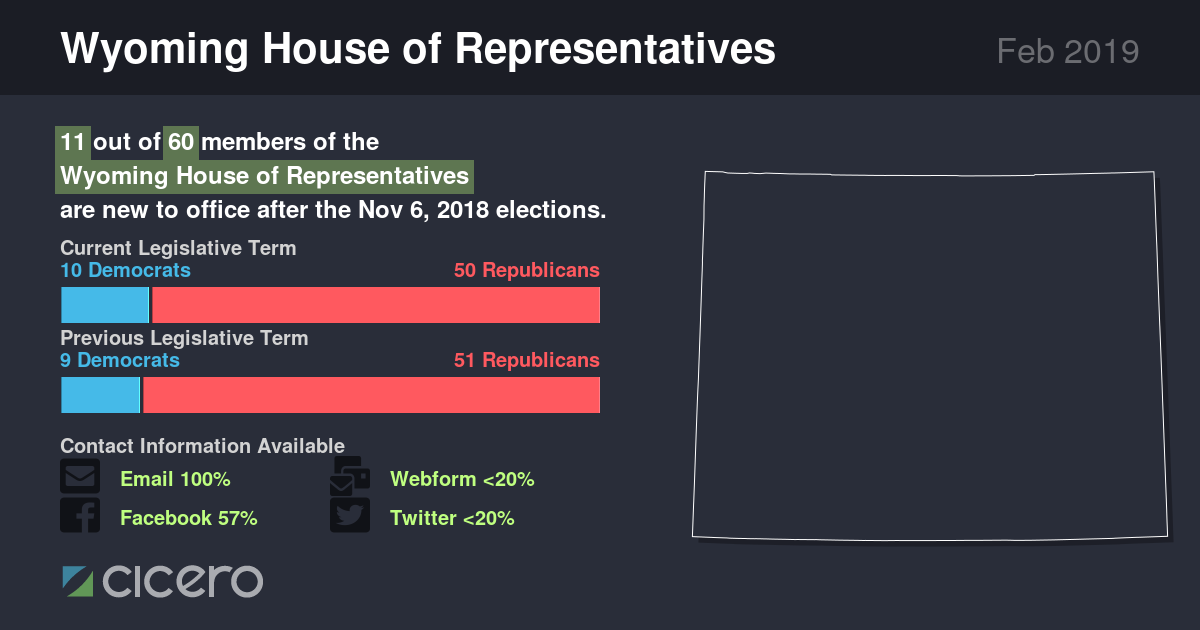 Wyoming House of Representatives
Feb 2019
11 out of 60 members of the
Wyoming House of Representatives
are new to office after the Nov 6, 2018 elections.
Current Legislative Term
10 Democrats 50 Republicans
Previous Legislative Term
9 Democrats 51 Republicans
Contact Information Available
Email 100% Webform <20%
Facebook 57% Twitter <20%
cicero